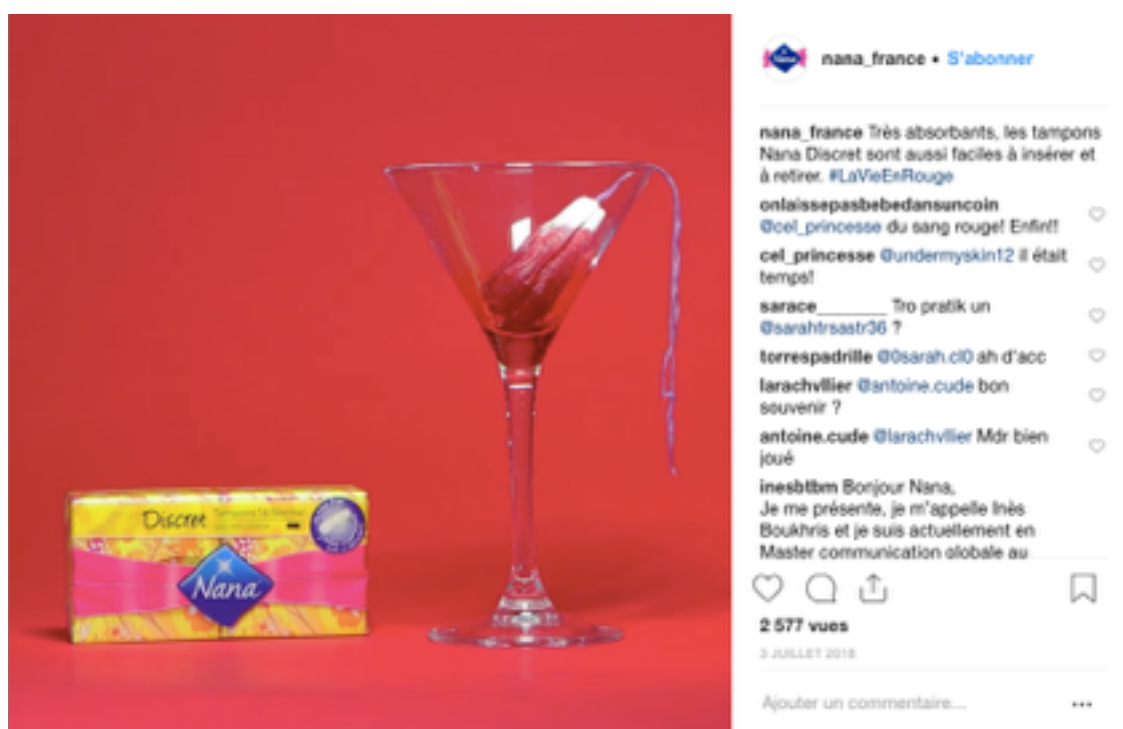 nana_france • S'abonner
nana_france Très absorbants, les tampons
Nana Discret sont aussi faciles à insérer et
à retirer. #LaVieEnRouge
onlaissepasbebedansuncoin
@cel_princesse du sang rouge! Enfin!!
cel_princesse @undermyskin12 il était
temps!
sarace_______ Tro pratik un
@sarahtrsastr36 ?
torrespadrille @0sarah.cl0 ah d'acc
larachvllier @antoine.cude bon
souvenir ?
antoine.cude @larachvllier Mdr bien
joué
inesbtbm Bonjour Nana,
Je me présente, je m'appelle Inès
Boukhris et je suis actuellement en
Master communication globale au
2 577 vues
3 JUILLET 2018
Ajouter un commentaire...
Discret
Nana